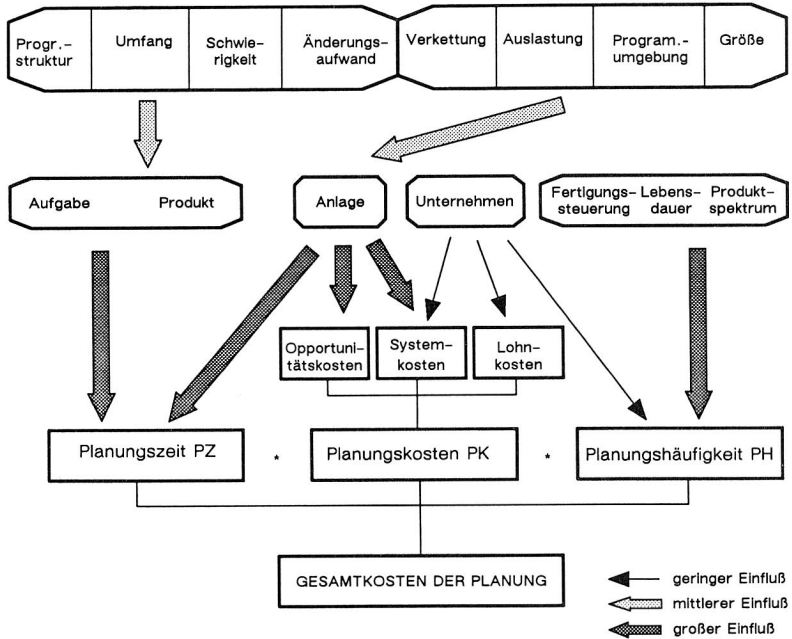 Progr.-
struktur
Umfang
Schwie-
rigkeit
Änderungs-
aufwand
Verkettung
Auslastung
Program.-
umgebung
Größe
Aufgabe Produkt
Anlage
Unternehmen
Fertigungs- Lebens- Produkt-
steuerung dauer spektrum
Opportuni-
tätskosten
System-
kosten
Lohn-
kosten
Planungszeit PZ * Planungskosten PK * Planungshäufigkeit PH
GESAMTKOSTEN DER PLANUNG
geringer Einfluß
mittlerer Einfluß
großer Einfluß